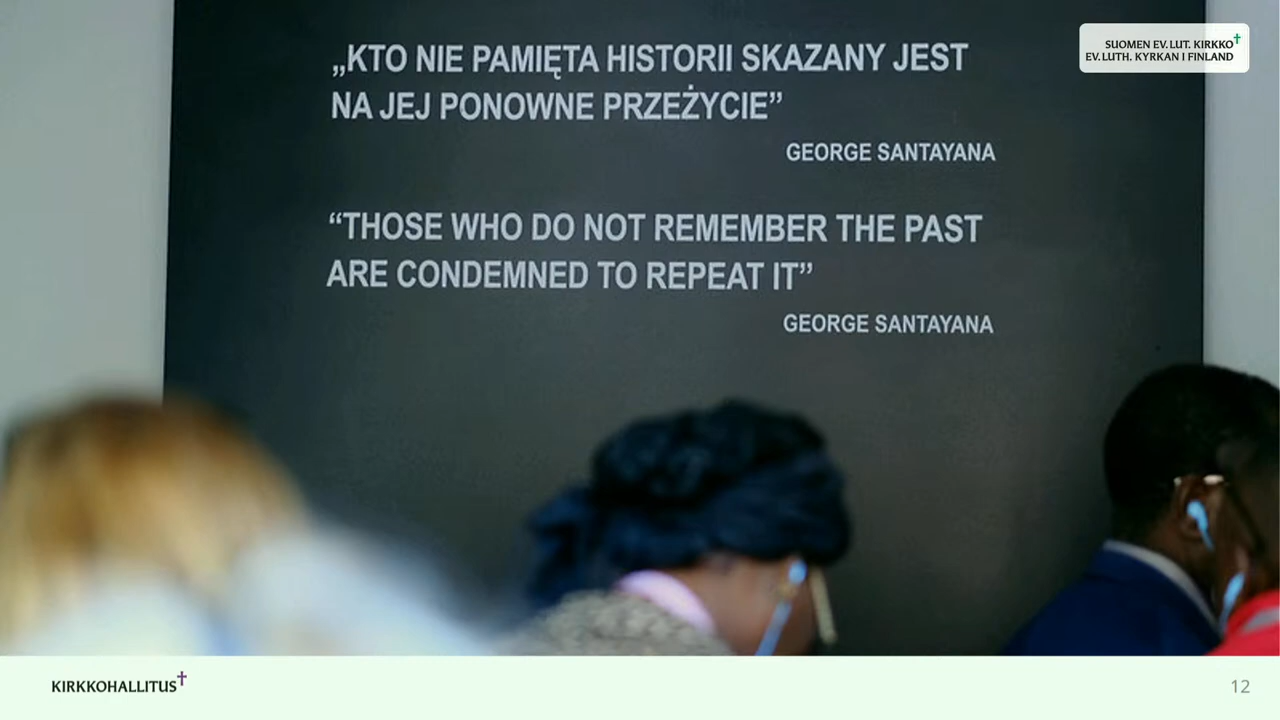 „KTO NIE PAMIĘTA HISTORII SKAZANY JEST
NA JEJ PONOWNE PRZEŻYCIE”
GEORGE SANTAYANA
“THOSE WHO DO NOT REMEMBER THE PAST
ARE CONDEMNED TO REPEAT IT”
GEORGE SANTAYANA
SUOMEN EV. LUT. KIRKKO
EV. LUTH. KYRKAN I FINLAND
KIRKKOHALLITUS
12